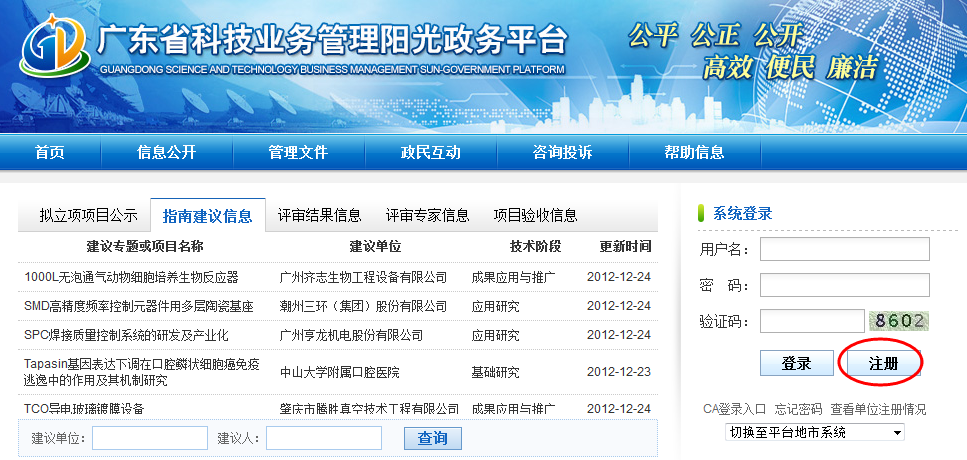 广东省科技业务管理阳光政务平台
GUANGDONG SCIENCE AND TECHNOLOGY BUSINESS MANAGEMENT SUN-GOVERNMENT PLATFORM
公平 公正 公开
高效 便民 廉洁
首页 信息公开 管理文件 政民互动 咨询投诉 帮助信息
拟立项项目公示 指南建议信息 评审结果信息 评审专家信息 项目验收信息
建议专题或项目名称 建议单位 技术阶段 更新时间
1000L无泡通气动物细胞培养生物反应器 广州齐志生物工程设备有限公司 成果应用与推广 2012-12-24
SMD高精度频率控制元器件用多层陶瓷基座 潮州三环（集团）股份有限公司 应用研究 2012-12-24
SPC焊接质量控制系统的研发及产业化 广州亨龙机电股份有限公司 应用研究 2012-12-24
Tapasin基因表达下调在口腔鳞状细胞癌免疫
逃逸中的作用及其机制研究 中山大学附属口腔医院 基础研究 2012-12-23
TCO导电玻璃镀膜设备 肇庆市腾胜真空技术工程有限公司 成果应用与推广 2012-12-24
建议单位: 建议人: 查询
系统登录
用户名:
密 码:
验证码: 8602
登录 注册
CA登录入口 忘记密码 查看单位注册情况
切换至平台地市系统